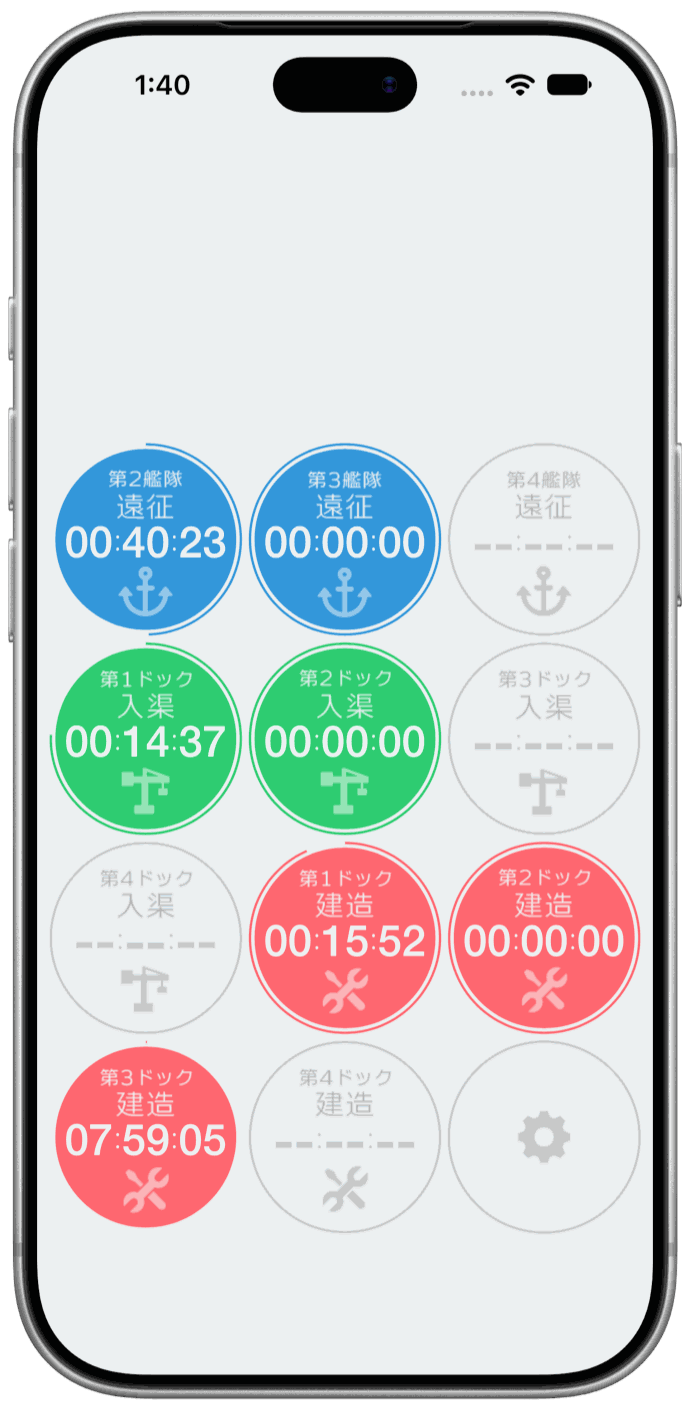 1:40
第2艦隊
遠征
00:40:23
第3艦隊
遠征
00:00:00
第4艦隊
遠征
--:--:--
第1ドック
入渠
00:14:37
第2ドック
入渠
00:00:00
第3ドック
入渠
--:--:--
第4ドック
入渠
--:--:--
第1ドック
建造
00:15:52
第2ドック
建造
00:00:00
第3ドック
建造
07:59:05
第4ドック
建造
--:--:--